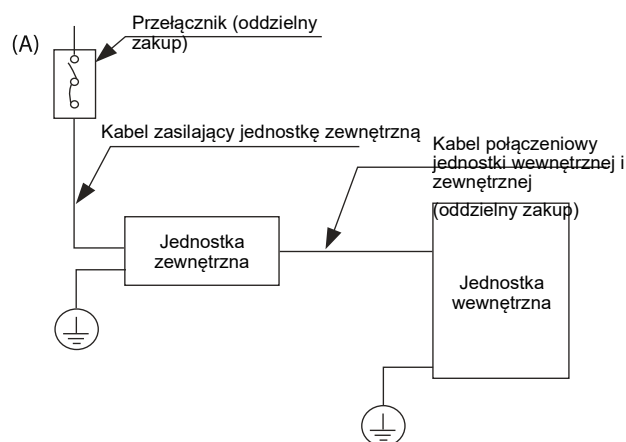 (A)
Przełącznik (oddzielny
zakup)
Kabel zasilający jednostkę zewnętrzną
Kabel połączeniowy
jednostki wewnętrznej i
zewnętrznej
(oddzielny zakup)
Jednostka
zewnętrzna
Jednostka
wewnętrzna